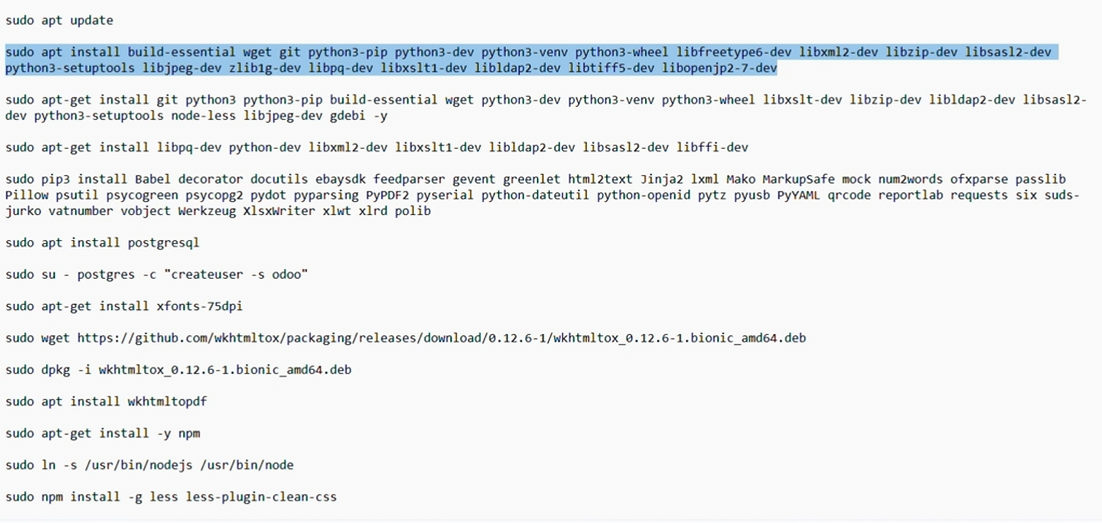 sudo apt update
sudo apt install build-essential wget git python3-pip python3-dev python3-venv python3-wheel libfreetype6-dev libxml2-dev libzip-dev libsasl2-dev
python3-setuptools libjpeg-dev zlib1g-dev libpq-dev libxslt1-dev libldap2-dev libtiff5-dev libopenjp2-7-dev
sudo apt-get install git python3 python3-pip build-essential wget python3-dev python3-venv python3-wheel libxslt-dev libzip-dev libldap2-dev libsasl2-
dev python3-setuptools node-less libjpeg-dev gdebi -y
sudo apt-get install libpq-dev python-dev libxml2-dev libxslt1-dev libldap2-dev libsasl2-dev libffi-dev
sudo pip3 install Babel decorator docutils ebaysdk feedparser gevent greenlet html2text Jinja2 lxml Mako MarkupSafe mock num2words ofxparse passlib
Pillow psutil psycogreen psycopg2 pydot pyparsing PyPDF2 pyserial python-dateutil python-openid pytz pyusb PyYAML qrcode reportlab requests six suds-
jurko vatnumber vobject Werkzeug XlsxWriter xlwt xlrd polib
sudo apt install postgresql
sudo su - postgres -c "createuser -s odoo"
sudo apt-get install xfonts-75dpi
sudo wget https://github.com/wkhtmltox/packaging/releases/download/0.12.6-1/wkhtmltox_0.12.6-1.bionic_amd64.deb
sudo dpkg -i wkhtmltox_0.12.6-1.bionic_amd64.deb
sudo apt install wkhtmltopdf
sudo apt-get install -y npm
sudo ln -s /usr/bin/nodejs /usr/bin/node
sudo npm install -g less less-plugin-clean-css